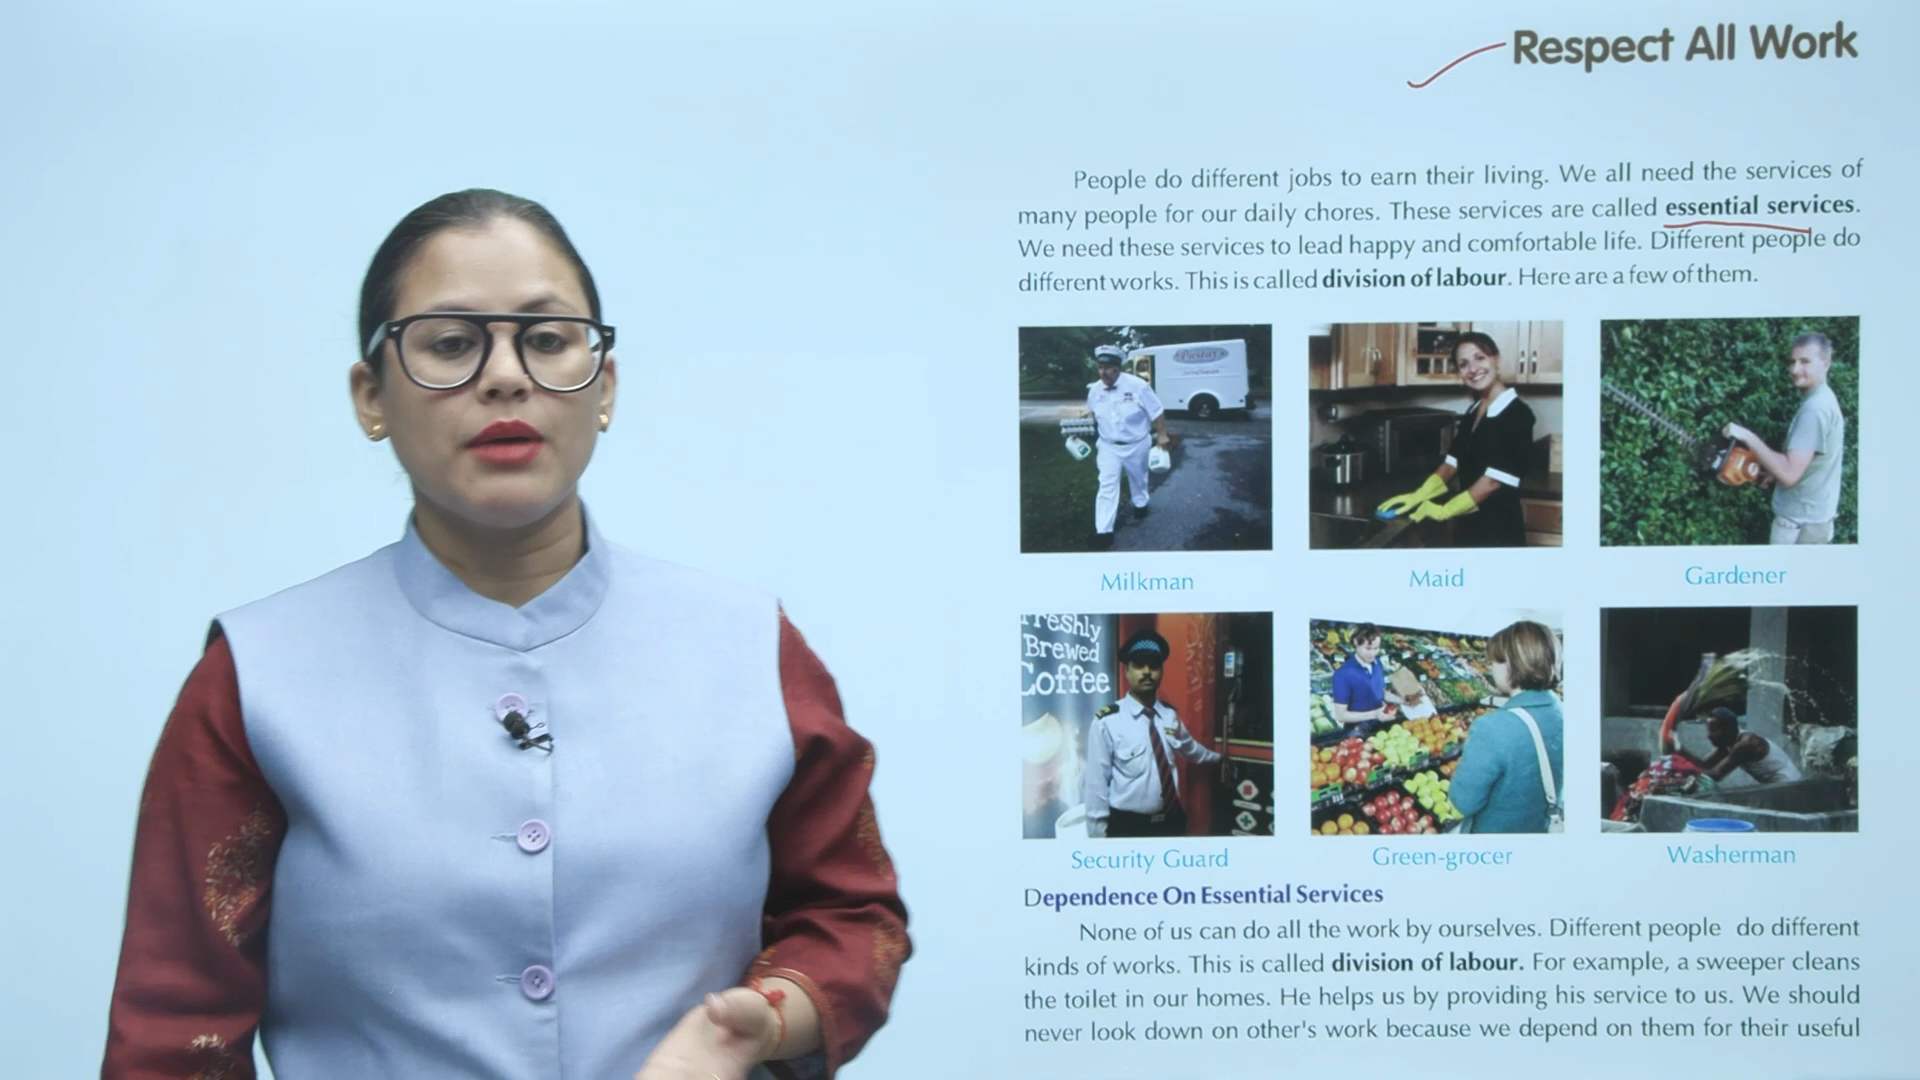 Respect All Work
People do different jobs to earn their living. We all need the services of
many people for our daily chores. These services are called essential services.
We need these services to lead happy and comfortable life. Different people do
different works. This is called division of labour. Here are a few of them.
Milkman
Maid
Gardener
Freshly
Brewed
Coffee
Security Guard
Green-grocer
Washerman
Dependence On Essential Services
None of us can do all the work by ourselves. Different people do different
kinds of works. This is called division of labour. For example, a sweeper cleans
the toilet in our homes. He helps us by providing his service to us. We should
never look down on other's work because we depend on them for their useful